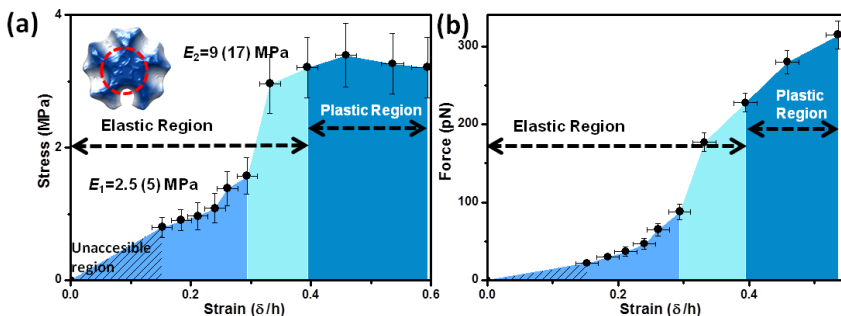 (a)
E₂=9 (17) MPa
Elastic Region
Plastic Region
E₁=2.5 (5) MPa
Unaccesible
region
Stress (MPa)
4
2
0
0.0 0.2 0.4 0.6
Strain (δ/h)
(b)
Elastic Region
Plastic
Region
Force (pN)
300
200
100
0
0.0 0.2 0.4
Strain (δ/h)